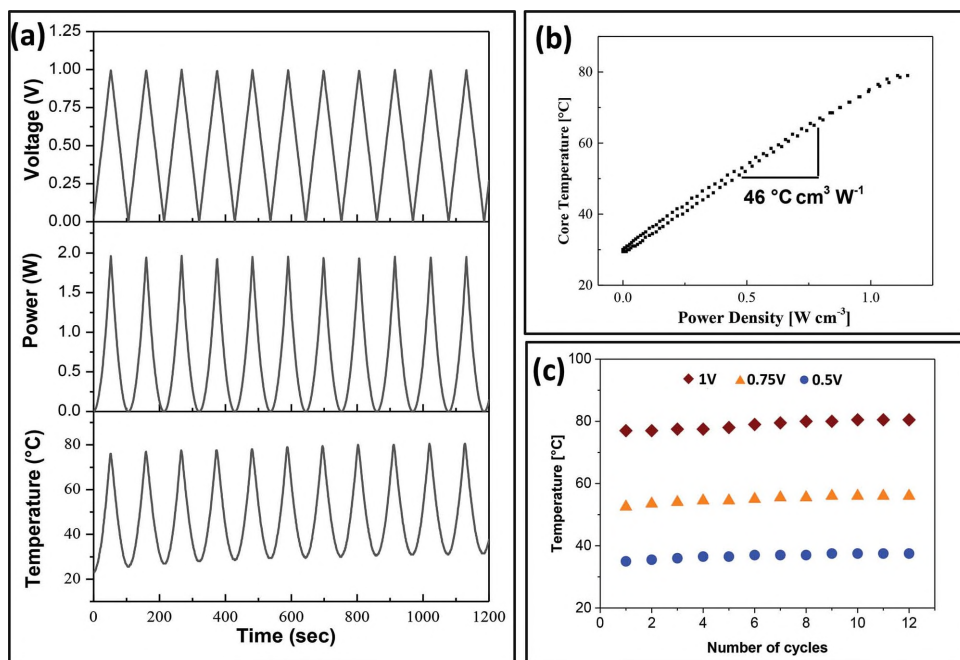 (a)
1.25
1.00
0.75
0.50
0.25
0.00
Voltage (V)
2.0
1.5
1.0
0.5
0.0
Power (W)
80
60
40
20
Temperature (°C)
0 200 400 600 800 1000 1200
Time (sec)
(b)
80
60
40
20
Core Temperature [°C]
46 °C cm³ W⁻¹
0.0 0.5 1.0
Power Density [W cm⁻³]
(c)
100
80
60
40
20
Temperature [°C]
1V 0.75V 0.5V
0 2 4 6 8 10 12
Number of cycles